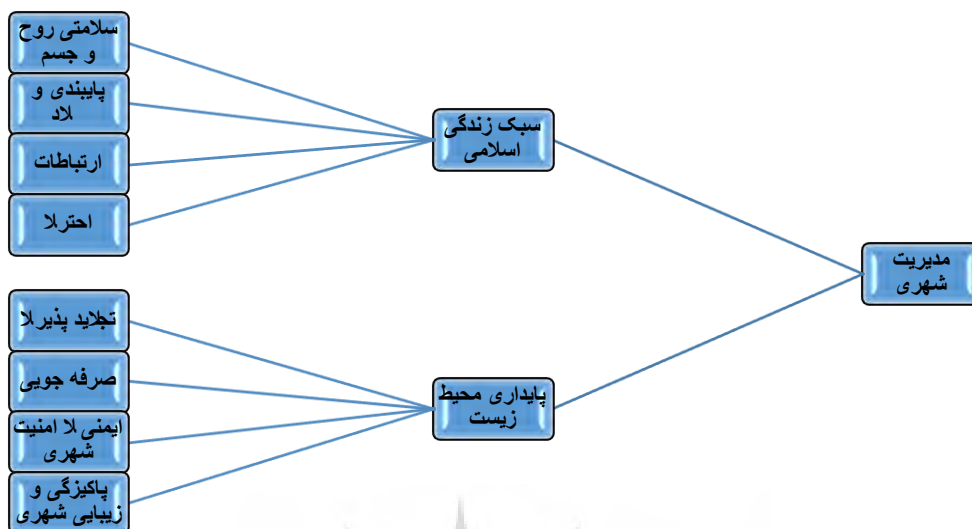 مدیریت
شهری
سبک زندگی
اسلامی
سلامتی روح
و جسم
پایبندی و
لاد
ارتباطات
احترلا
پایداری محیط
زیست
تجلاید پذیرلا
صرفه جویی
ایمنی لا امنیت
شهری
پاکیزگی و
زیبایی شهری